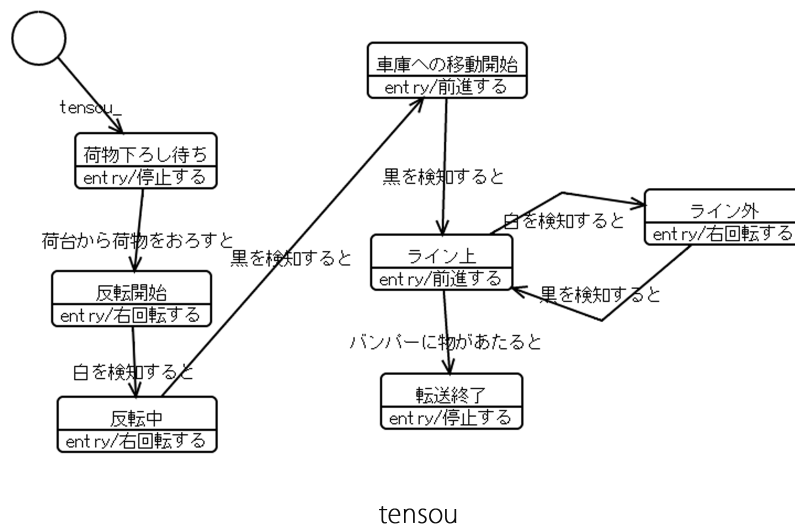 tensou_
荷物下ろし待ち
entry/停止する
荷台から荷物をおろすと
反転開始
entry/右回転する
白を検知すると
反転中
entry/右回転する
黒を検知すると
車庫への移動開始
entry/前進する
黒を検知すると
ライン上
entry/前進する
白を検知すると
ライン外
entry/右回転する
黒を検知すると
バンパーに物があたると
転送終了
entry/停止する
tensou